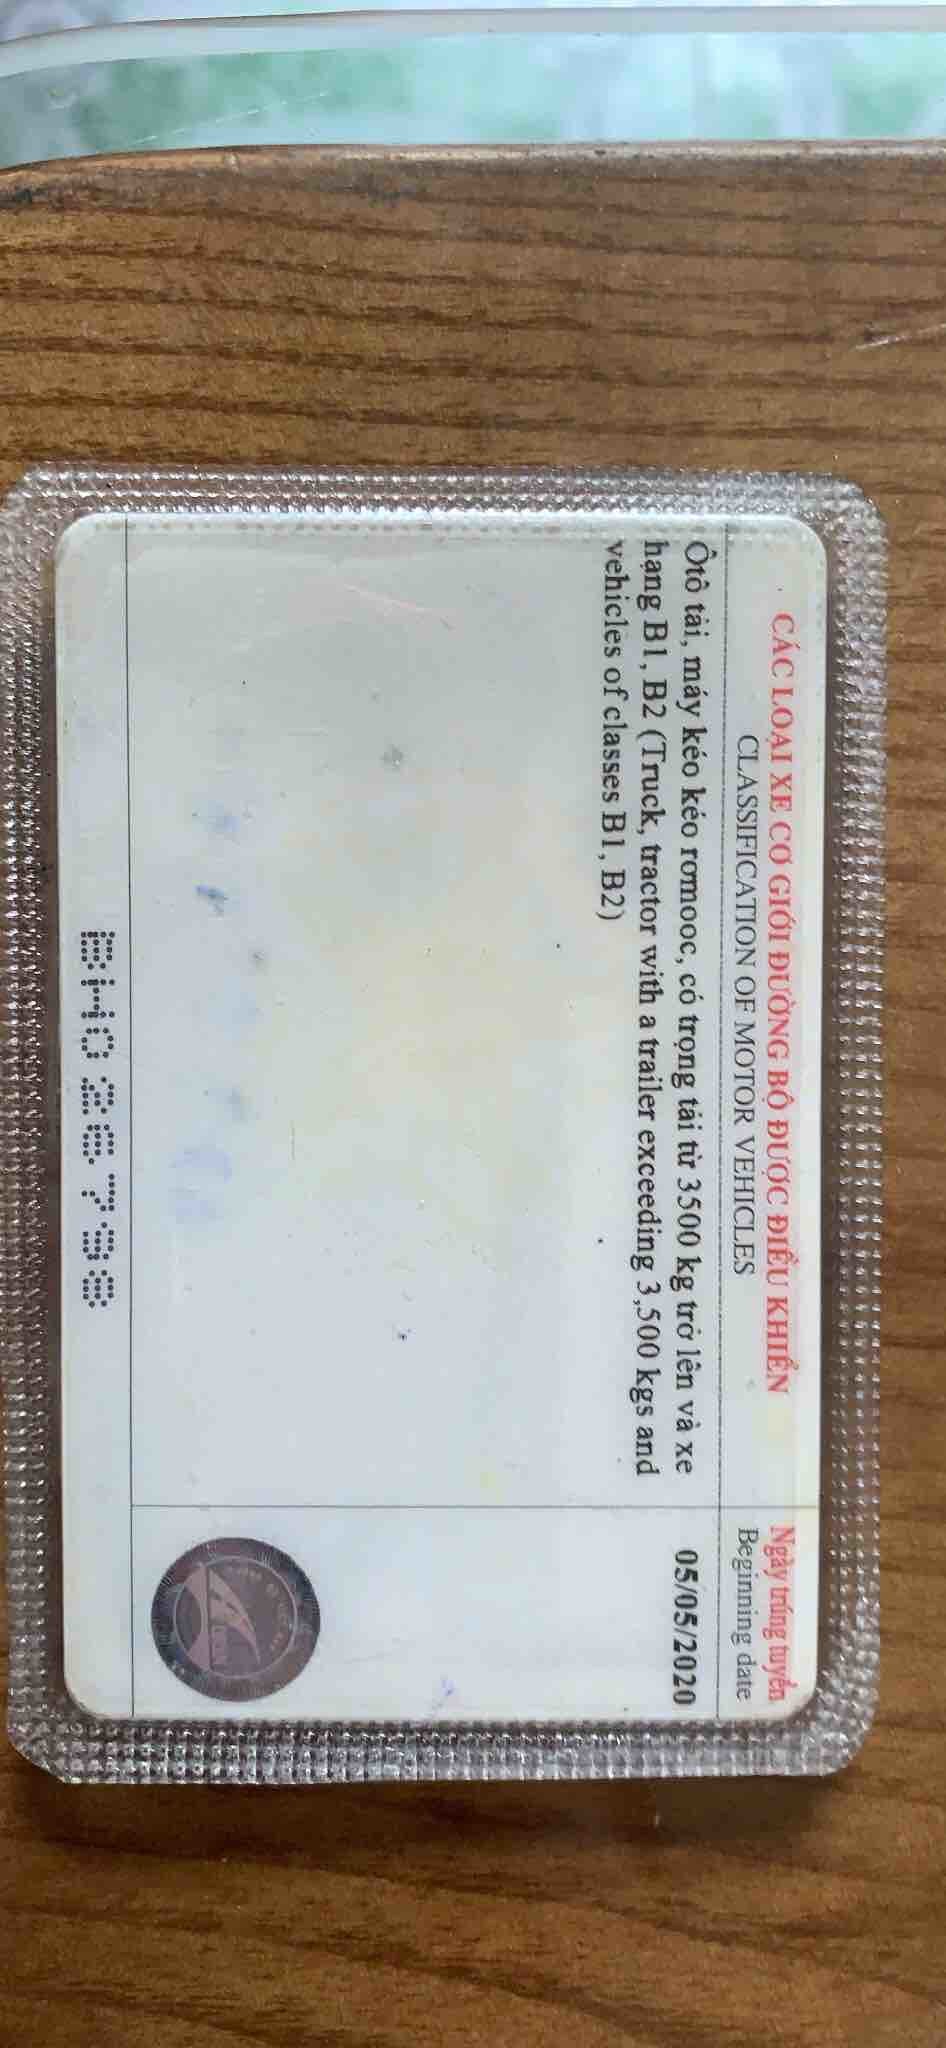 CÁC LOẠI XE CƠ GIỚI ĐƯỜNG BỘ ĐƯỢC ĐIỀU KHIỂN
CLASSIFICATION OF MOTOR VEHICLES
Ngày trúng tuyển
Beginning date
Ôtô tải, máy kéo kéo romooc, có trọng tải từ 3500 kg trở lên và xe
hạng B1, B2 (Truck, tractor with a trailer exceeding 3,500 kgs and
vehicles of classes B1, B2)
05/05/2020